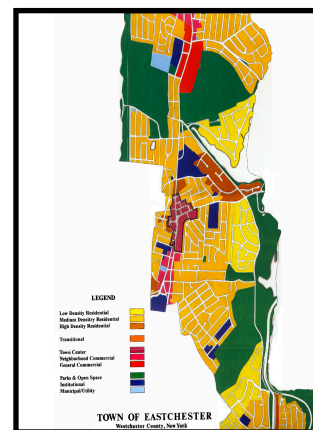 LEGEND
Low Density Residential
Medium Density Residential
High Density Residential
Transitional
Town Center
Neighborhood Commercial
General Commercial
Parks & Open Space
Institutional
Municipal/Utility
TOWN OF EASTCHESTER
Westchester County, New York